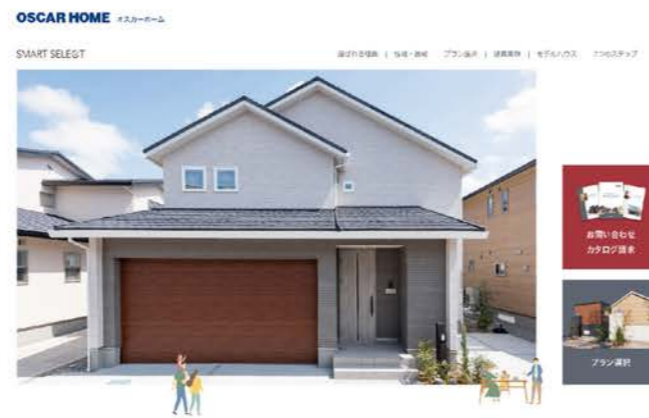 OSCAR HOME オスカーホーム
SMART SELECT
選ばれる理由 | 性能・構造 プラン選択 | 建築実例 | モデルハウス 7つのステップ
お問い合わせ
カタログ請求
プラン選択